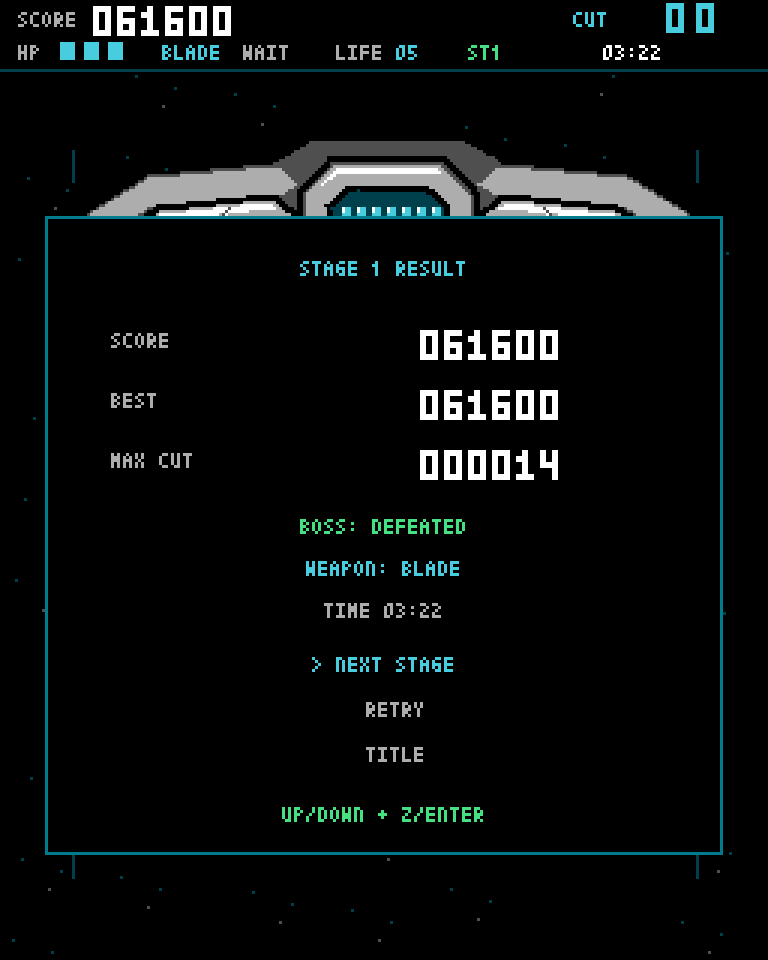 SCORE 061600 CUT 00
HP BLADE WAIT LIFE 05 ST1 03:22
STAGE 1 RESULT
SCORE 061600
BEST 061600
MAX CUT 000014
BOSS: DEFEATED
WEAPON: BLADE
TIME 03:22
> NEXT STAGE
RETRY
TITLE
UP/DOWN + Z/ENTER